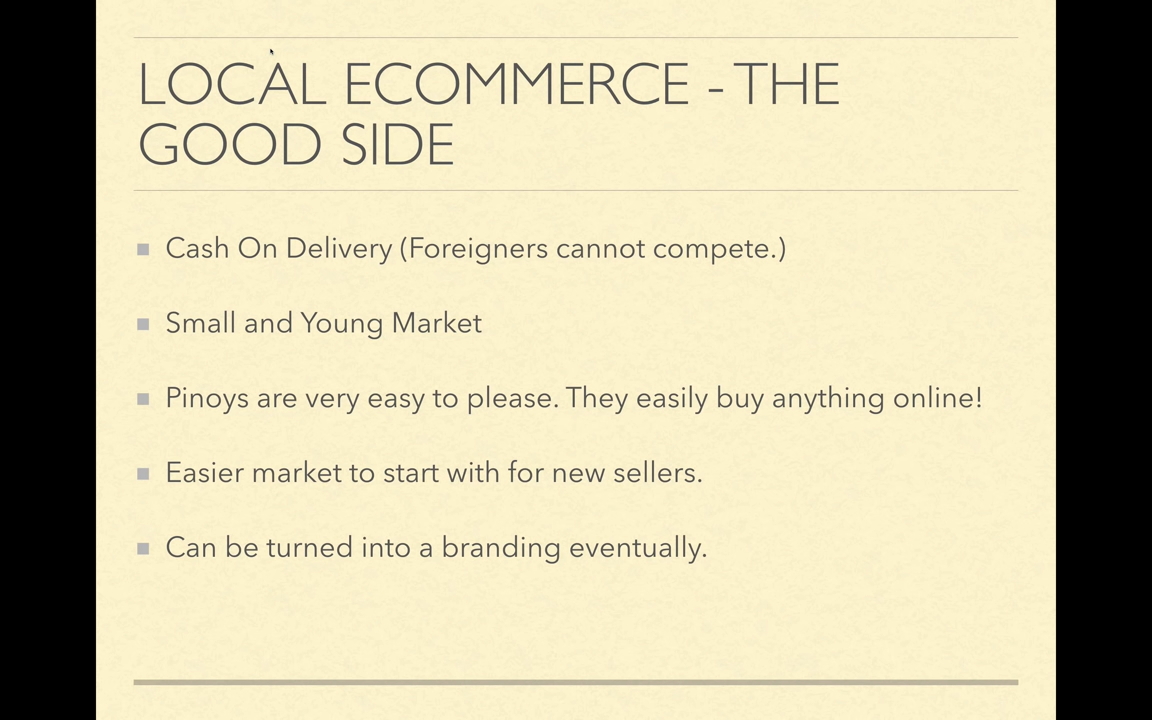 LOCAL ECOMMERCE - THE
GOOD SIDE
Cash On Delivery (Foreigners cannot compete.)
Small and Young Market
Pinoys are very easy to please. They easily buy anything online!
Easier market to start with for new sellers.
Can be turned into a branding eventually.